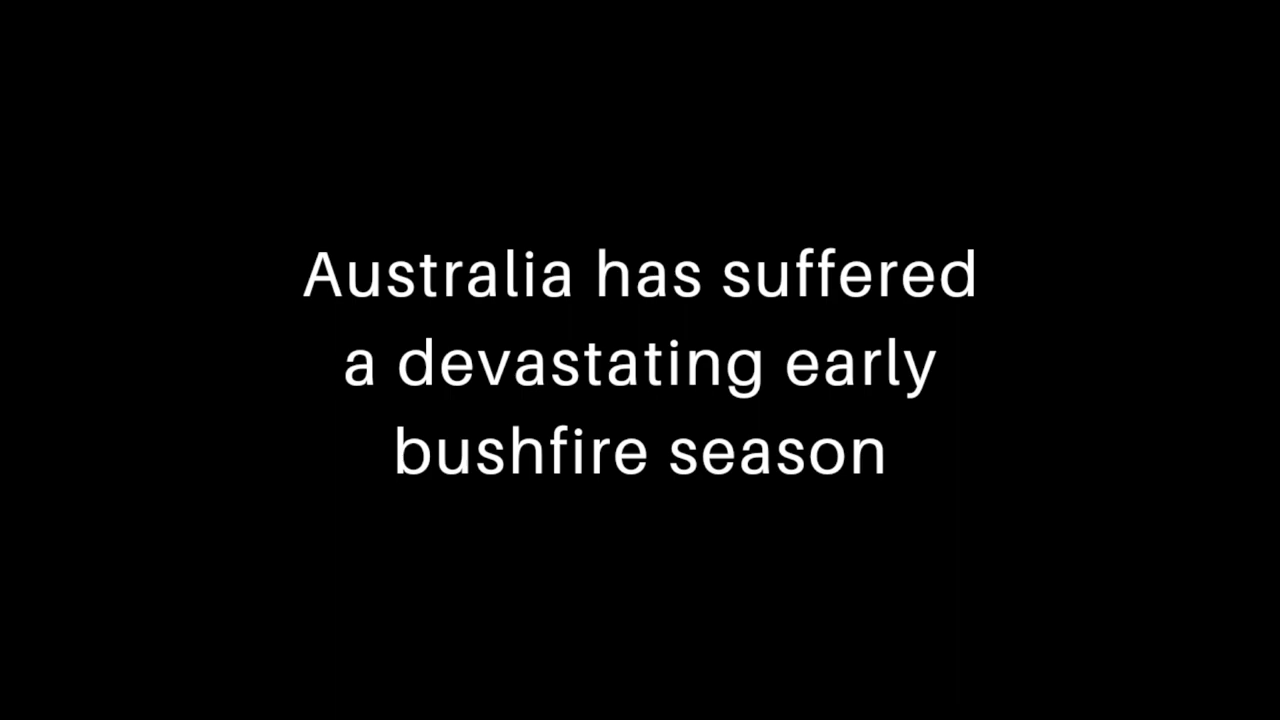 Australia has suffered
a devastating early
bushfire season